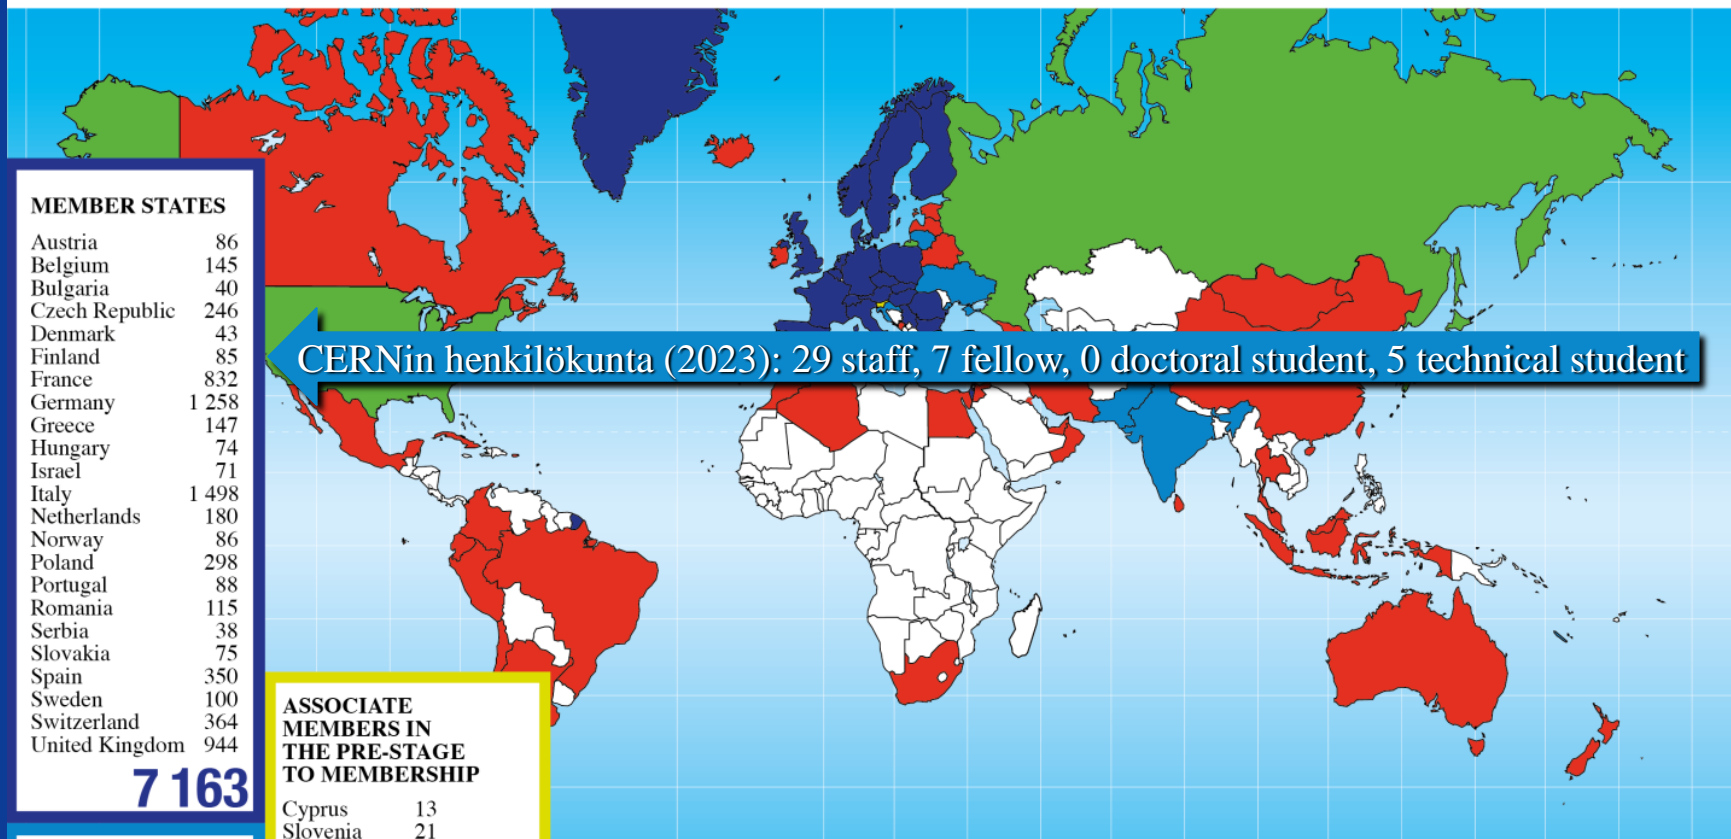 MEMBER STATES
Austria 86
Belgium 145
Bulgaria 40
Czech Republic 246
Denmark 43
Finland 85
France 832
Germany 1 258
Greece 147
Hungary 74
Israel 71
Italy 1 498
Netherlands 180
Norway 86
Poland 298
Portugal 88
Romania 115
Serbia 38
Slovakia 75
Spain 350
Sweden 100
Switzerland 364
United Kingdom 944
7 163
CERNin henkilökunta (2023): 29 staff, 7 fellow, 0 doctoral student, 5 technical student
ASSOCIATE
MEMBERS IN
THE PRE-STAGE
TO MEMBERSHIP
Cyprus 13
Slovenia 21